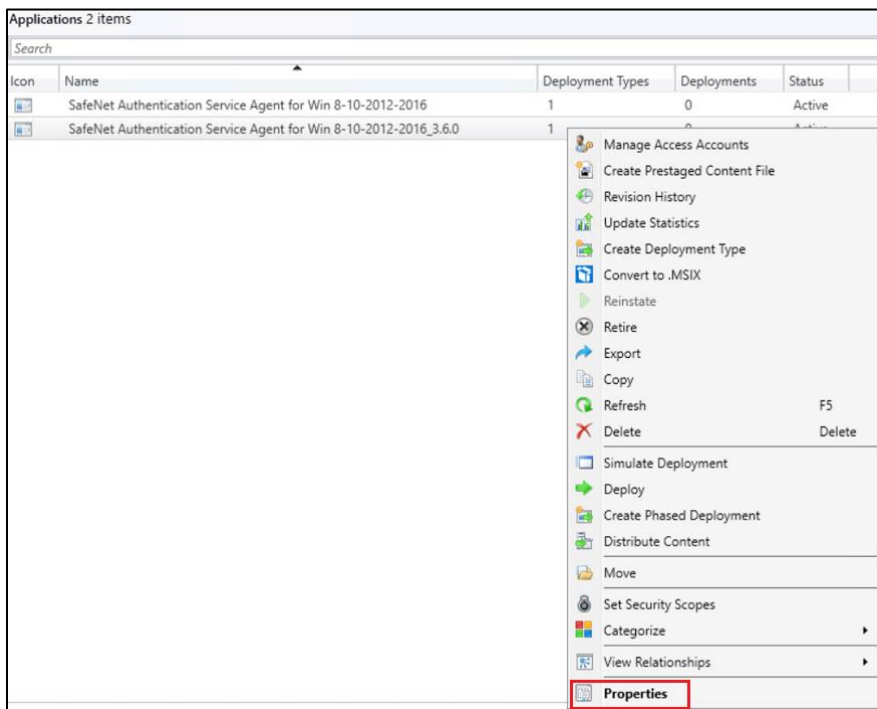 Applications 2 items
Search
Icon Name Deployment Types Deployments Status
SafeNet Authentication Service Agent for Win 8-10-2012-2016 1 0 Active
SafeNet Authentication Service Agent for Win 8-10-2012-2016_3.6.0 1
Manage Access Accounts
Create Prestaged Content File
Revision History
Update Statistics
Create Deployment Type
Convert to .MSIX
Reinstate
Retire
Export
Copy
Refresh F5
Delete Delete
Simulate Deployment
Deploy
Create Phased Deployment
Distribute Content
Move
Set Security Scopes
Categorize
View Relationships
Properties